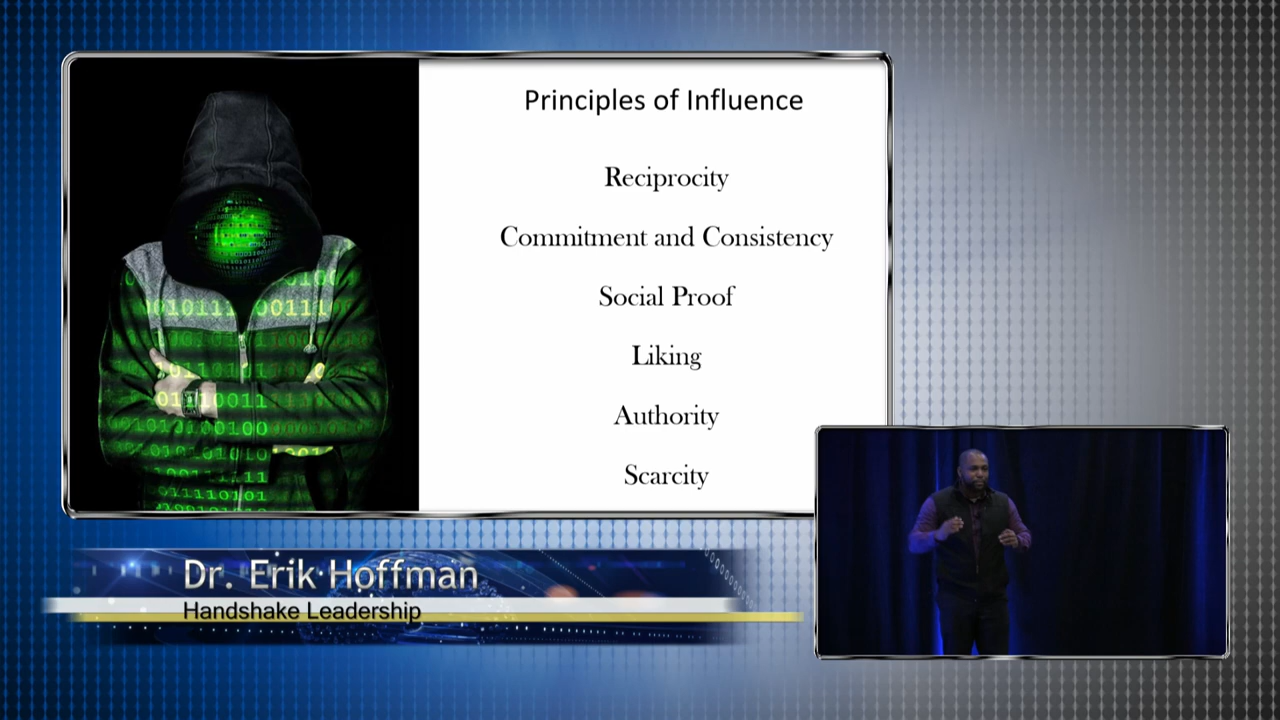 Principles of Influence
Reciprocity
Commitment and Consistency
Social Proof
Liking
Authority
Scarcity
Dr. Erik Hoffman
Handshake Leadership